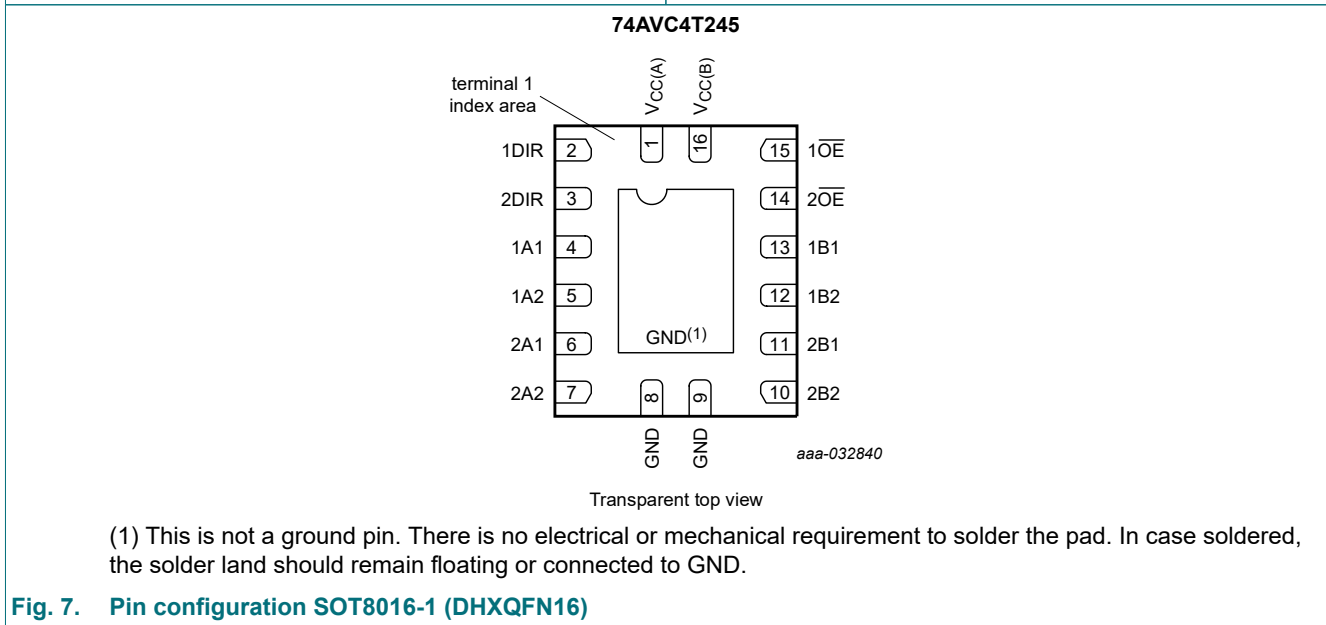 74AVC4T245
terminal 1
index area
VCC(A)
VCC(B)
1
16
1DIR 2
15 1O̅E̅
2DIR 3
14 2O̅E̅
1A1 4
13 1B1
1A2 5
12 1B2
2A1 6
GND(1)
11 2B1
2A2 7
10 2B2
8
9
GND
GND
aaa-032840
Transparent top view
(1) This is not a ground pin. There is no electrical or mechanical requirement to solder the pad. In case soldered,
the solder land should remain floating or connected to GND.
Fig. 7. Pin configuration SOT8016-1 (DHXQFN16)